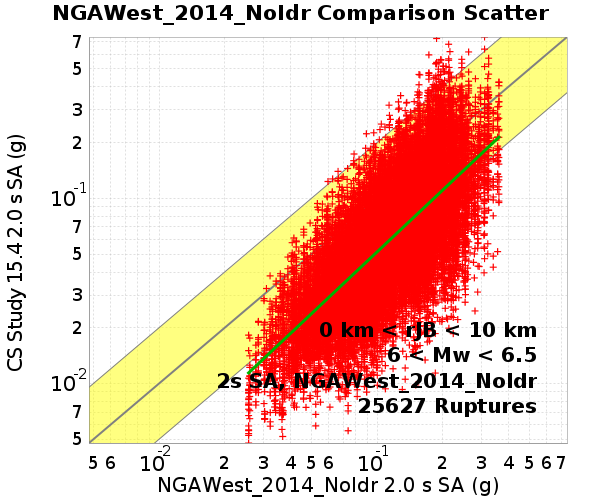 NGAWest_2014_NoIdr Comparison Scatter
CS Study 15.4 2.0 s SA (g)
7
5
3
2
10-1
7
5
3
2
10-2
7
5
0 km < rJB < 10 km
6 < Mw < 6.5
2s SA, NGAWest_2014_NoIdr
25627 Ruptures
5 6 10-2 2 3 4 5 6 10-1 2 3 4 5 6 7
NGAWest_2014_NoIdr 2.0 s SA (g)